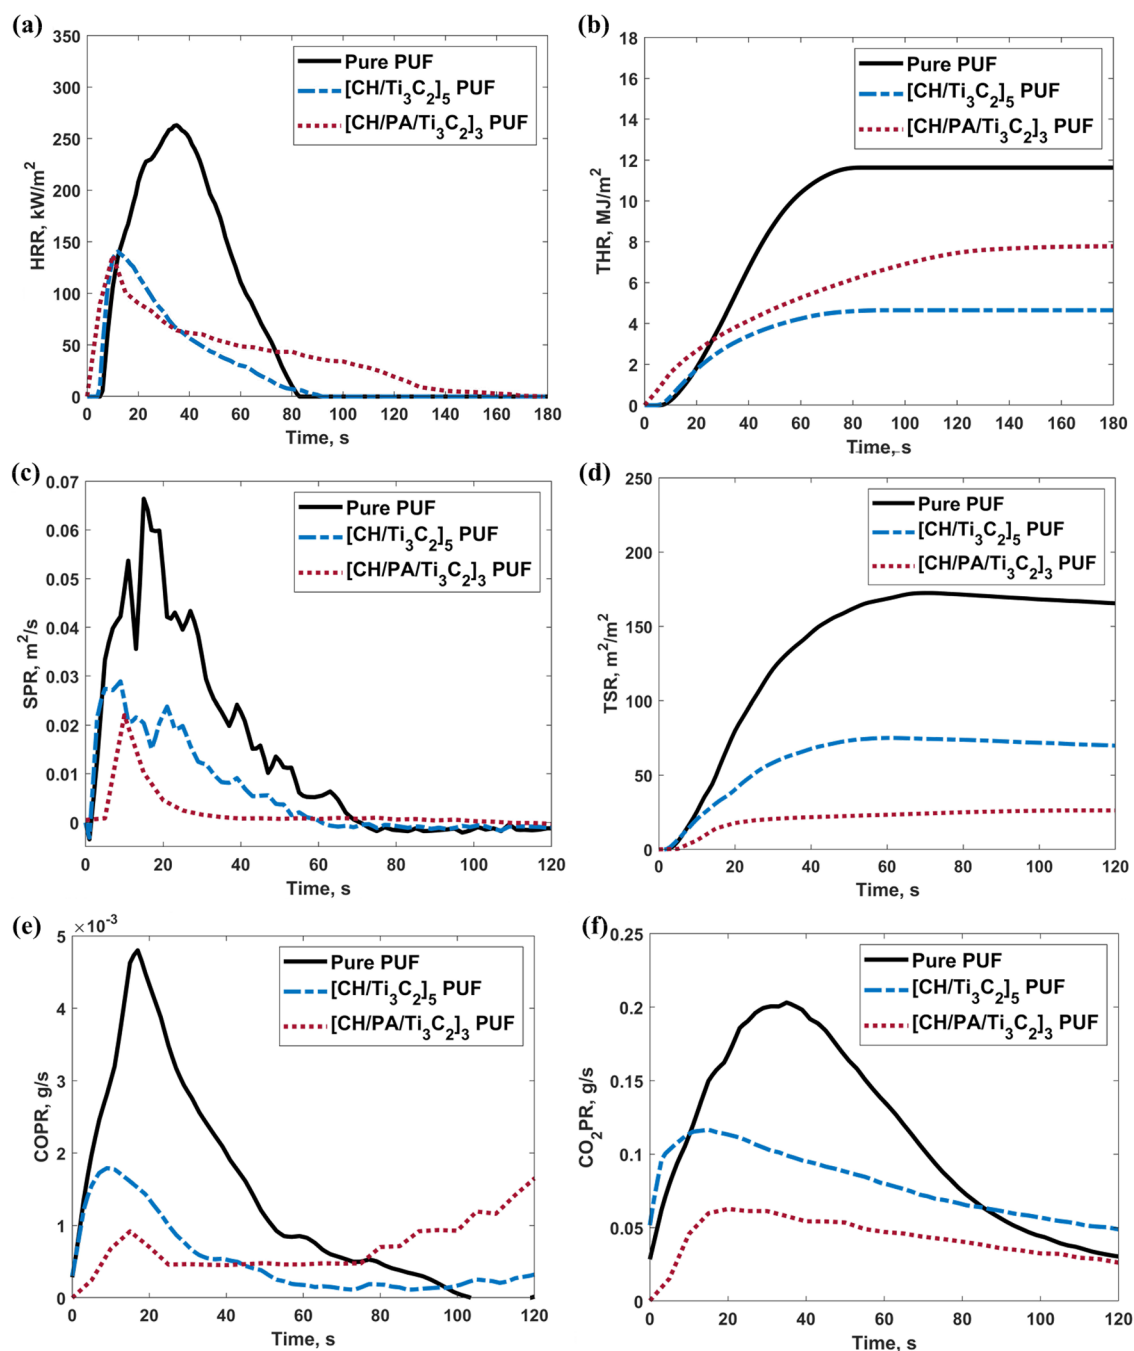 (a)
350
300
250
200
150
100
50
0
HRR, kW/m²
0 20 40 60 80 100 120 140 160 180
Time, s
Pure PUF
[CH/Ti₃C₂]₅ PUF
[CH/PA/Ti₃C₂]₃ PUF
(b)
18
16
14
12
10
8
6
4
2
0
THR, MJ/m²
0 20 40 60 80 100 120 140 160 180
Time, s
Pure PUF
[CH/Ti₃C₂]₅ PUF
[CH/PA/Ti₃C₂]₃ PUF
(c)
0.07
0.06
0.05
0.04
0.03
0.02
0.01
0
SPR, m²/s
0 20 40 60 80 100 120
Time, s
Pure PUF
[CH/Ti₃C₂]₅ PUF
[CH/PA/Ti₃C₂]₃ PUF
(d)
250
200
150
100
50
0
TSR, m²/m²
0 20 40 60 80 100 120
Time, s
Pure PUF
[CH/Ti₃C₂]₅ PUF
[CH/PA/Ti₃C₂]₃ PUF
(e)
×10⁻³
5
4
3
2
1
0
COPR, g/s
0 20 40 60 80 100 120
Time, s
Pure PUF
[CH/Ti₃C₂]₅ PUF
[CH/PA/Ti₃C₂]₃ PUF
(f)
0.25
0.2
0.15
0.1
0.05
0
CO₂PR, g/s
0 20 40 60 80 100 120
Time, s
Pure PUF
[CH/Ti₃C₂]₅ PUF
[CH/PA/Ti₃C₂]₃ PUF